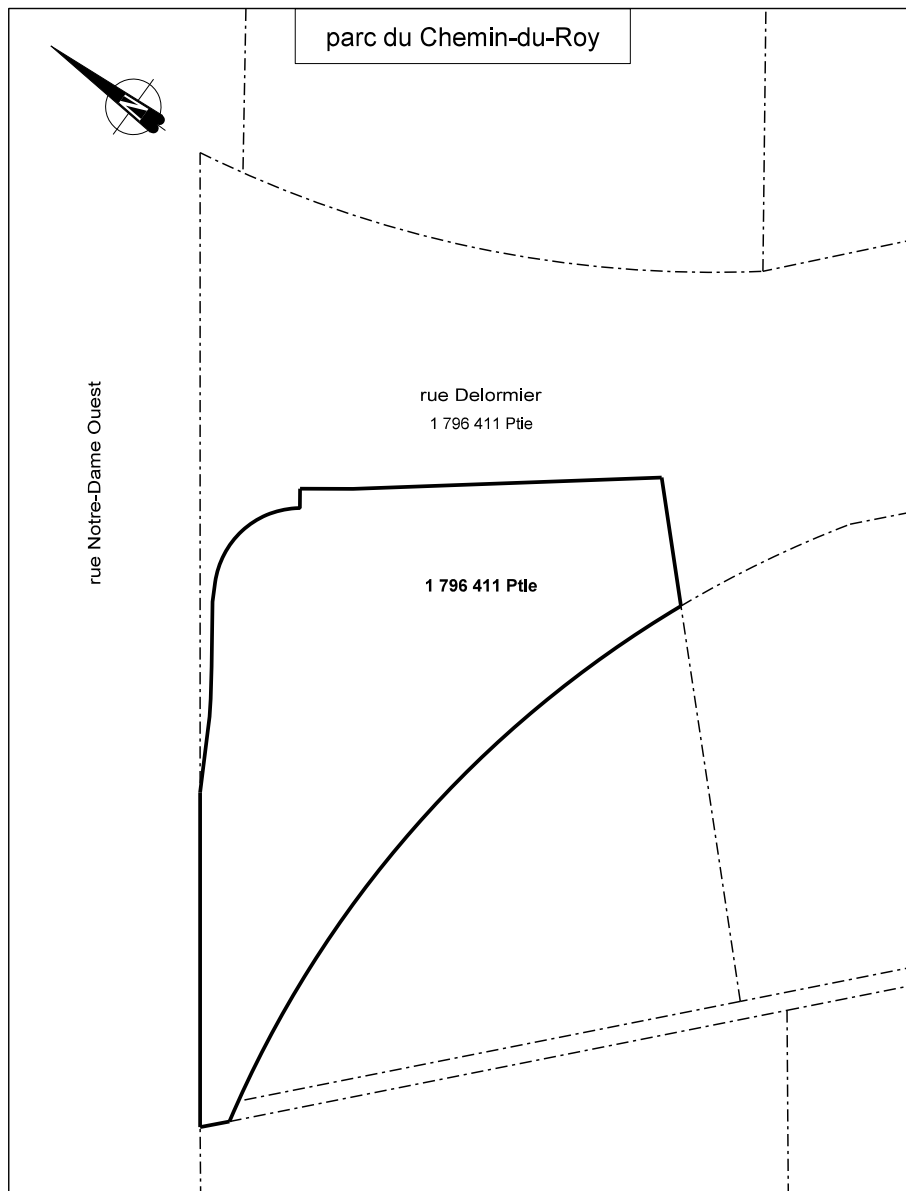 parc du Chemin-du-Roy
N
rue Delormier
1 796 411 Ptie
rue Notre-Dame Ouest
1 796 411 Ptie